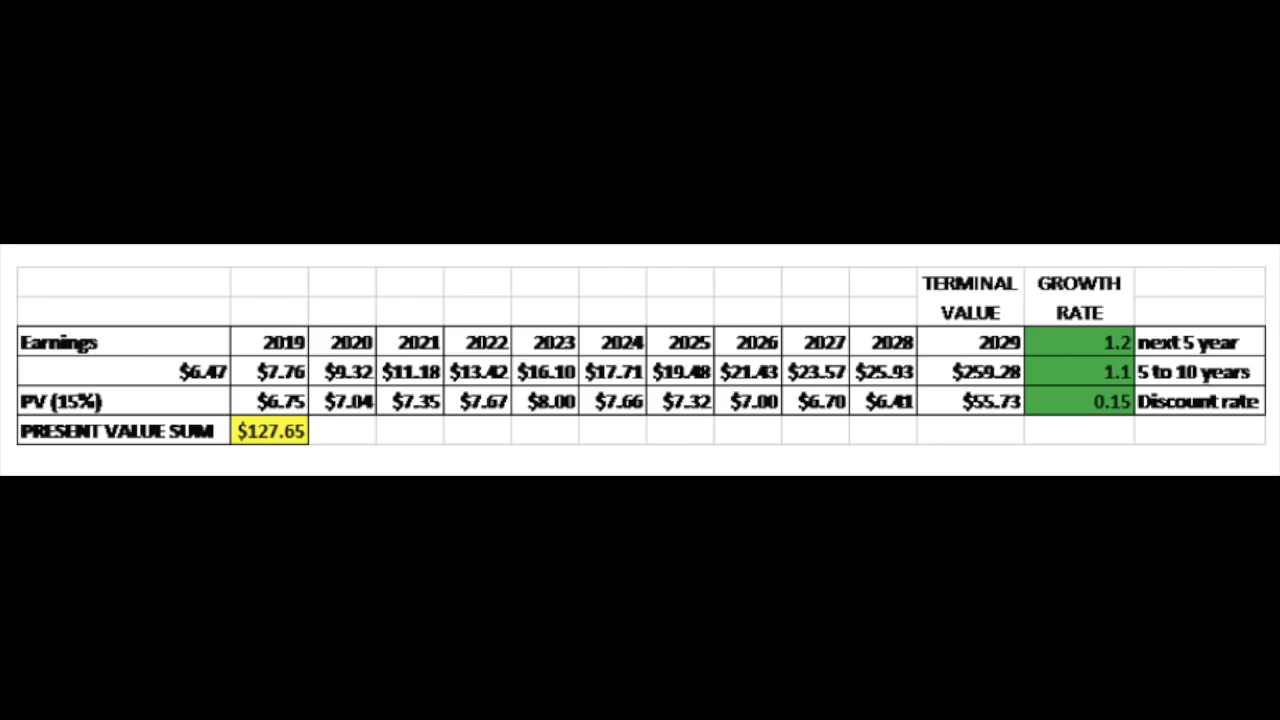 TERMINAL GROWTH
VALUE RATE
Earnings 2019 2020 2021 2022 2023 2024 2025 2026 2027 2028 2029 1.2 next 5 year
$6.47 $7.76 $9.32 $11.18 $13.42 $16.10 $17.71 $19.48 $21.43 $23.57 $25.93 $259.28 1.1 5 to 10 years
PV (15%) $6.75 $7.04 $7.35 $7.67 $8.00 $7.66 $7.32 $7.00 $6.70 $6.41 $55.73 0.15 Discount rate
PRESENT VALUE SUM $127.65